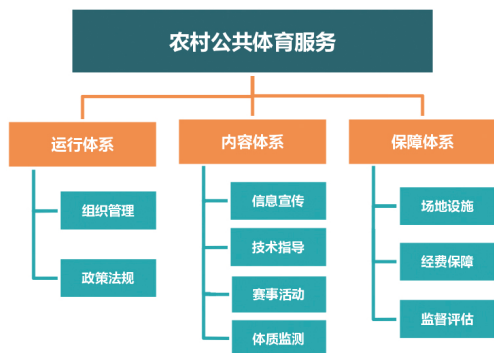 农村公共体育服务
运行体系
内容体系
保障体系
组织管理
政策法规
信息宣传
技术指导
赛事活动
体质监测
场地设施
经费保障
监督评估